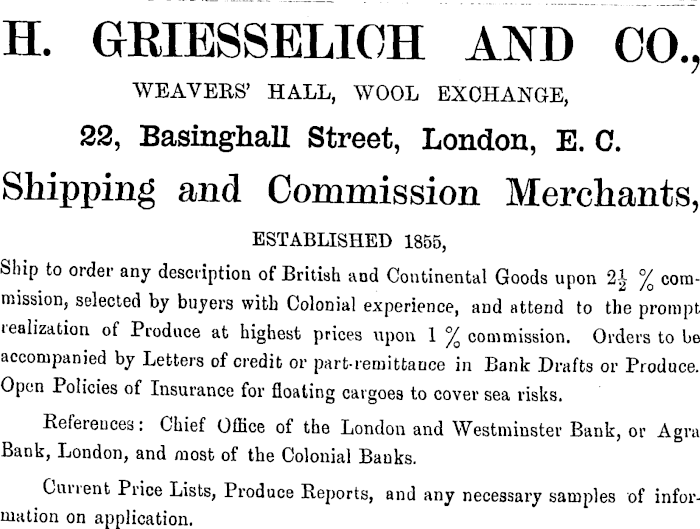 H. GRIESSELICH AND CO.,
WEAVERS' HALL, WOOL EXCHANGE,
22, Basinghall Street, London, E. C.
Shipping and Commission Merchants,
ESTABLISHED 1855,
Ship to order any description of British and Continental Goods upon 2½ % com-
mission, selected by buyers with Colonial experience, and attend to the prompt
realization of Produce at highest prices upon 1 % commission. Orders to be
accompanied by Letters of credit or part-remittance in Bank Drafts or Produce.
Open Policies of Insurance for floating cargoes to cover sea risks.
References: Chief Office of the London and Westminster Bank, or Agra
Bank, London, and most of the Colonial Banks.
Current Price Lists, Produce Reports, and any necessary samples of infor-
mation on application.